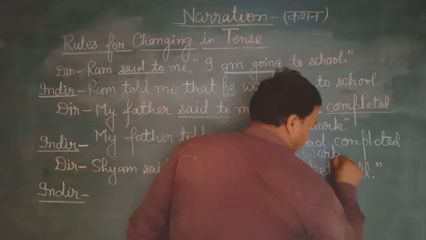 Narration - (कथन)
Rules for Changing in Tense
Dir - Ram said to me, "I am going to school."
Indir - Ram told me that he to school.
Dir - My father said to completed work."
Indir - My father told completed work
Dir - Shyam said
Indir -